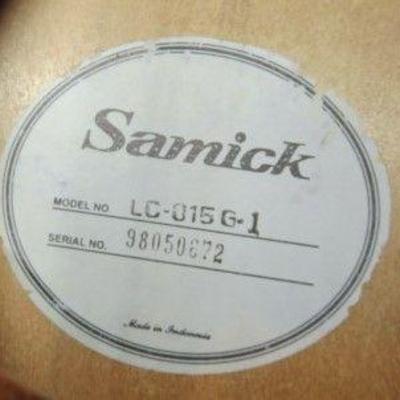 Samick
MODEL NO LC-015G-1
SERIAL NO. 98050672
Made in Indonesia